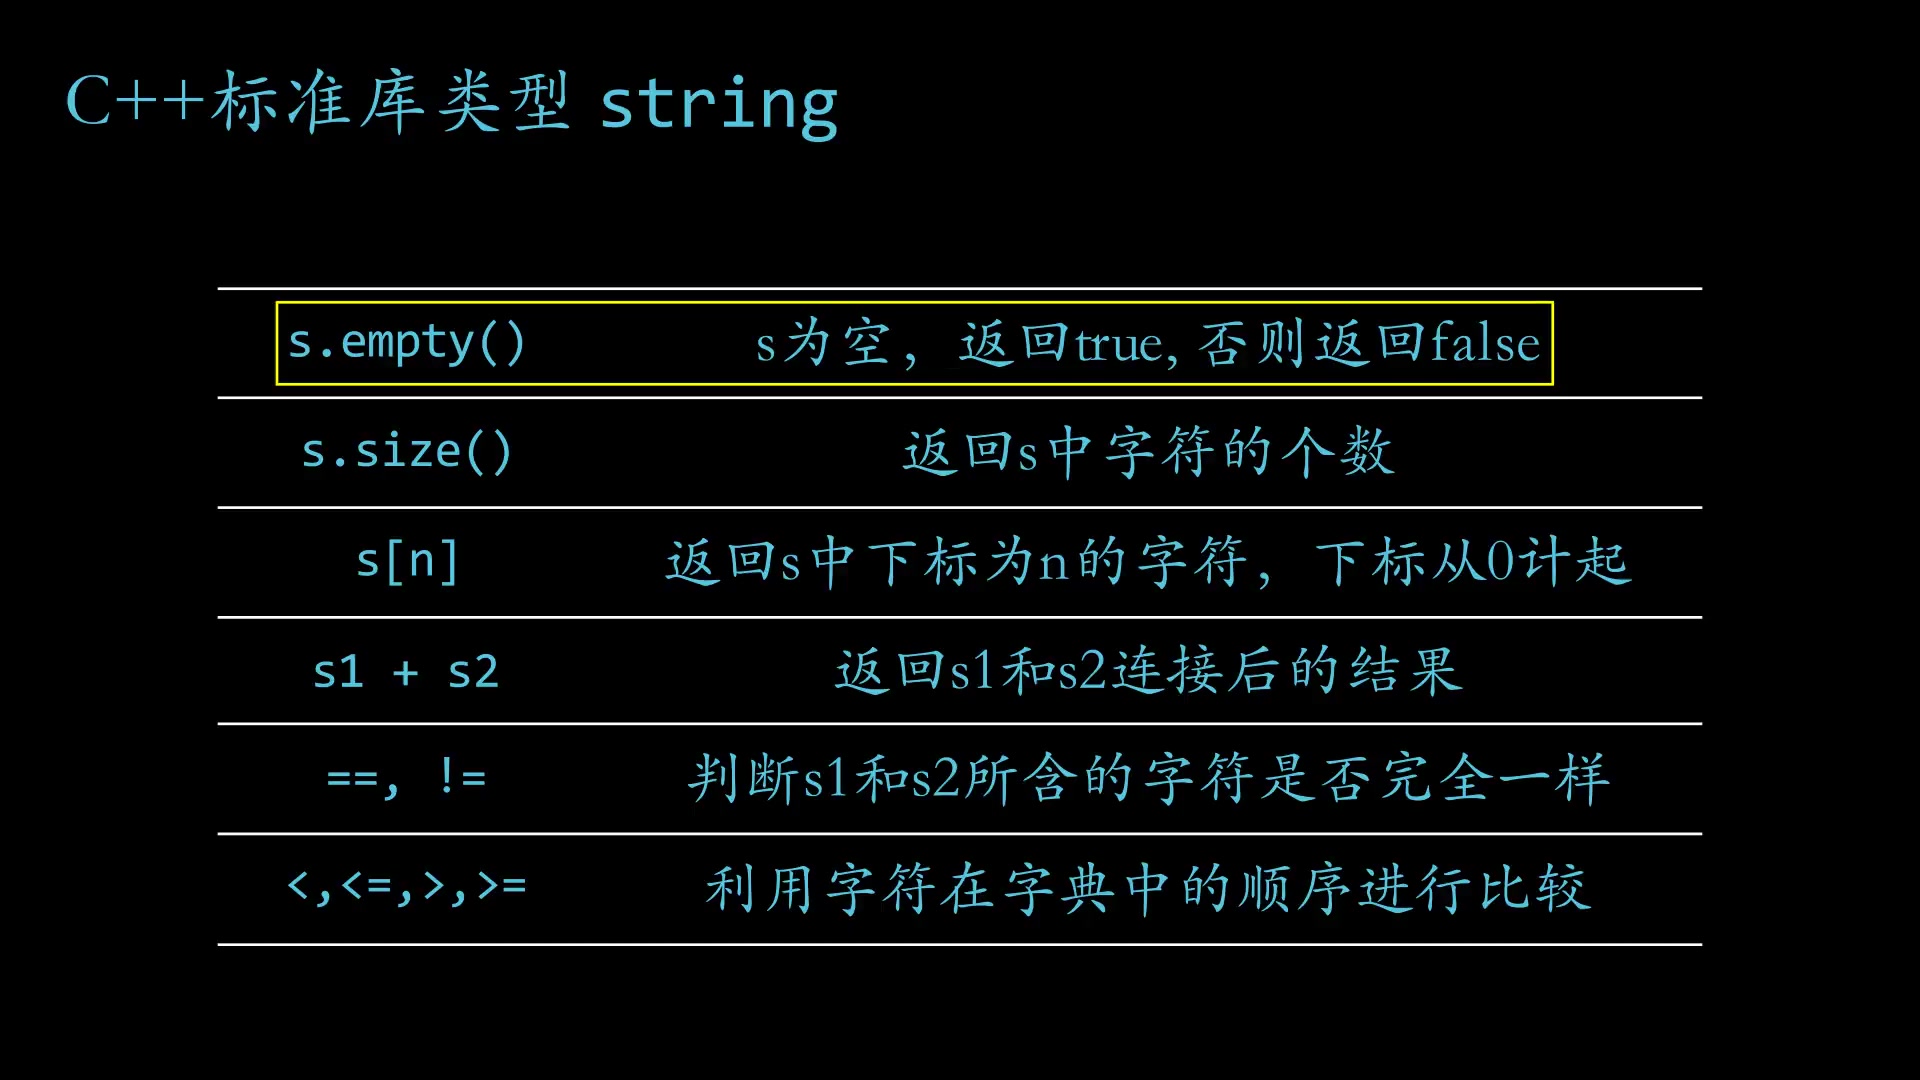 C++标准库类型 string
s.empty() s为空，返回true, 否则返回false
s.size() 返回s中字符的个数
s[n] 返回s中下标为n的字符，下标从0计起
s1 + s2 返回s1和s2连接后的结果
==, != 判断s1和s2所含的字符是否完全一样
<,<=,>,>= 利用字符在字典中的顺序进行比较